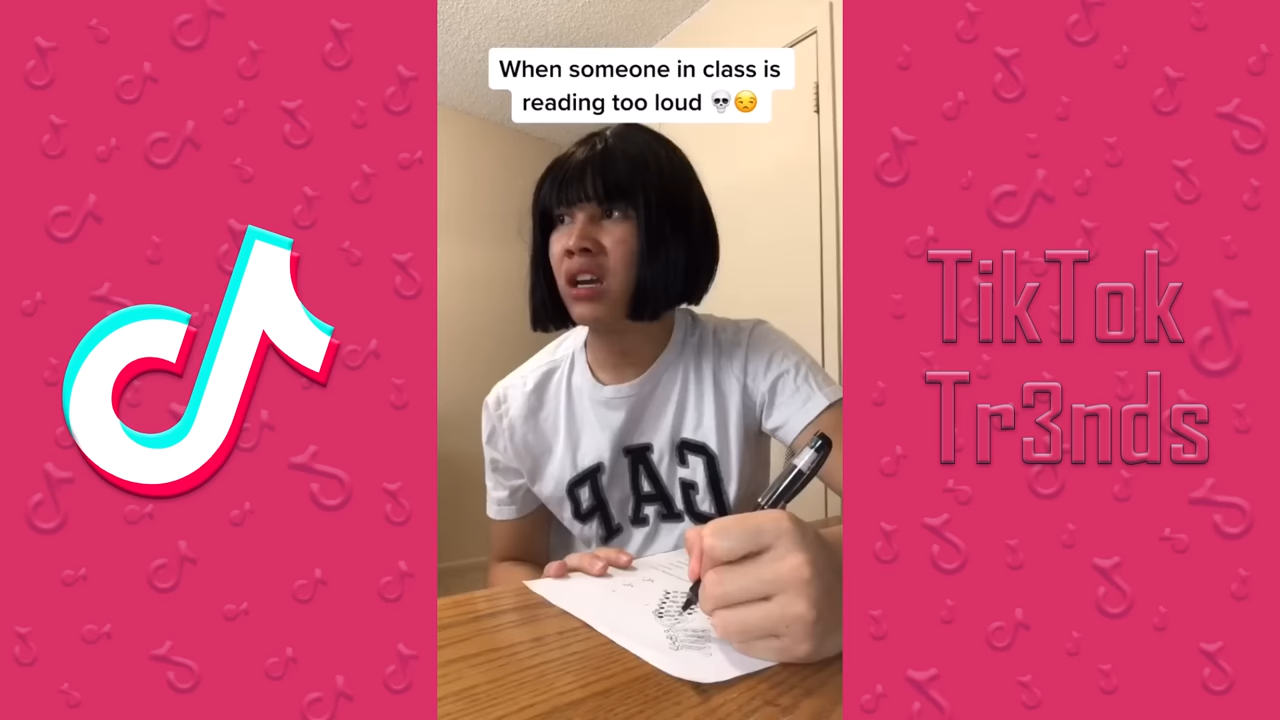 When someone in class is
reading too loud 💀😒
GAP
TikTok
Tr3nds